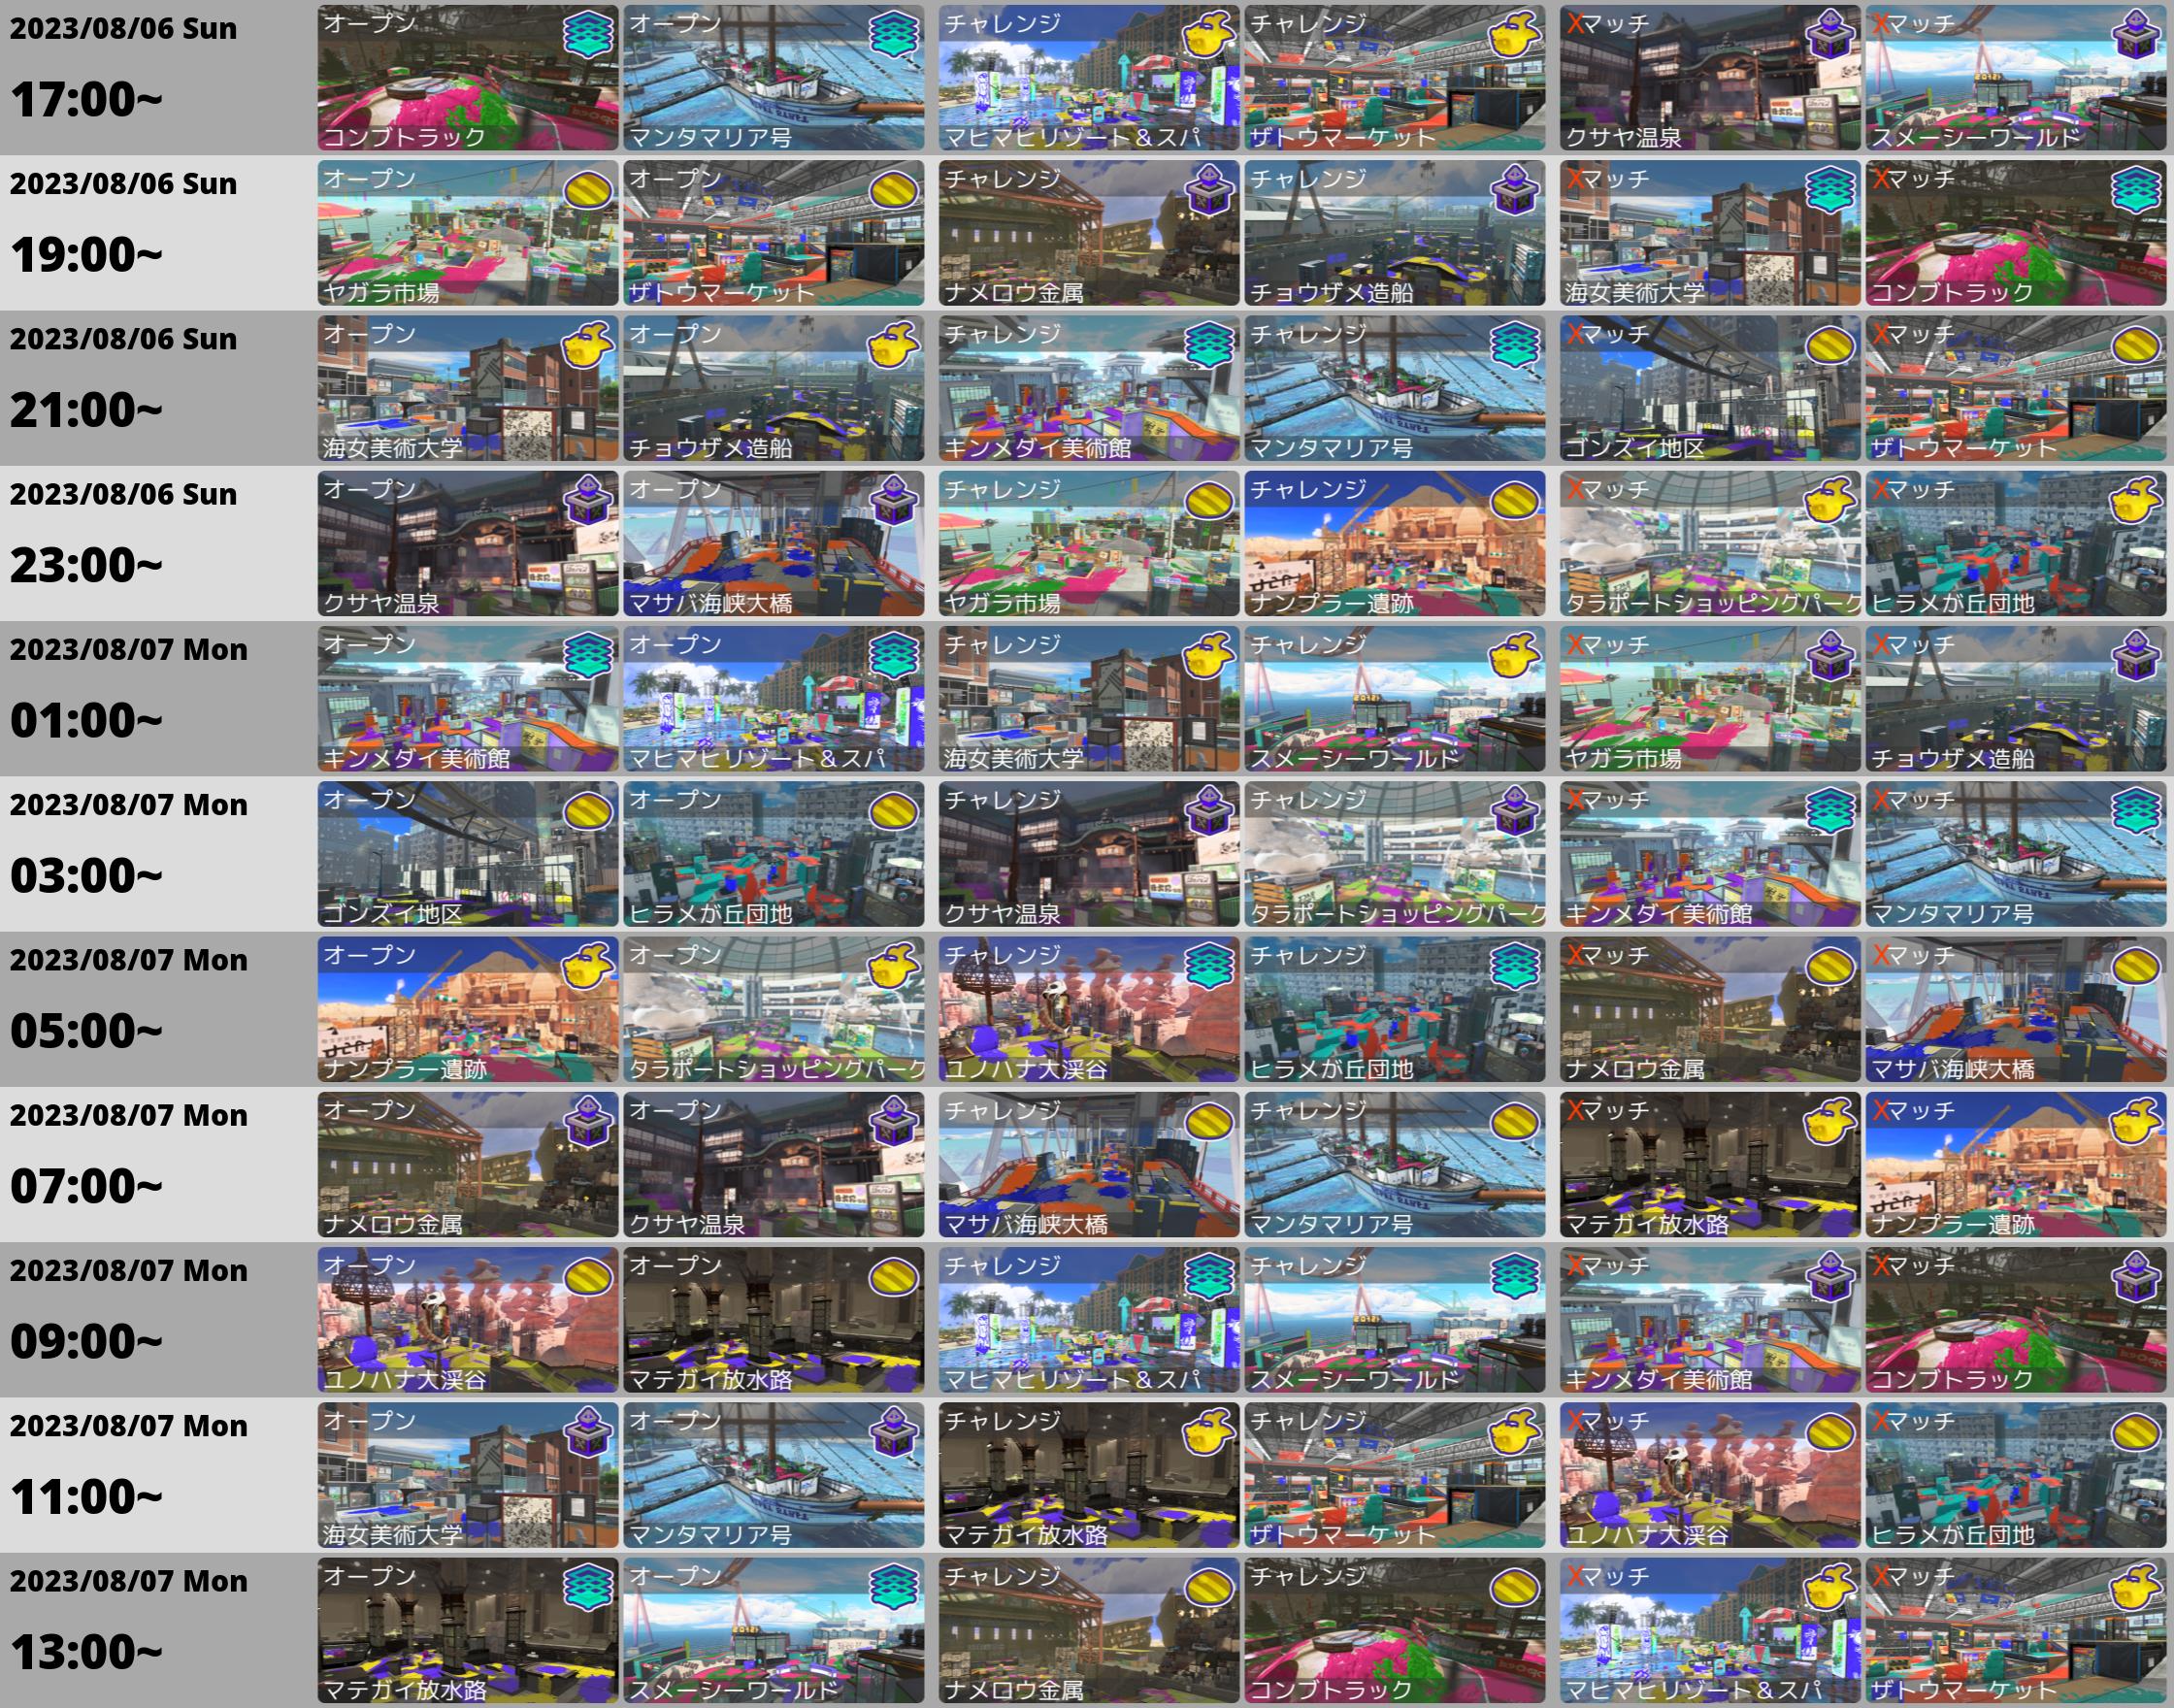 2023/08/06 Sun
17:00~
オープン オープン チャレンジ チャレンジ Xマッチ Xマッチ
コンブトラック マンタマリア号 マヒマヒリゾート＆スパ ザトウマーケット クサヤ温泉 スメーシーワールド
2023/08/06 Sun
19:00~
オープン オープン チャレンジ チャレンジ Xマッチ Xマッチ
ヤガラ市場 ザトウマーケット ナメロウ金属 チョウザメ造船 海女美術大学 コンブトラック
2023/08/06 Sun
21:00~
オープン オープン チャレンジ チャレンジ Xマッチ Xマッチ
海女美術大学 チョウザメ造船 キンメダイ美術館 マンタマリア号 ゴンズイ地区 ザトウマーケット
2023/08/06 Sun
23:00~
オープン オープン チャレンジ チャレンジ Xマッチ Xマッチ
クサヤ温泉 マサバ海峡大橋 ヤガラ市場 ナンプラー遺跡 タラポートショッピングパーク ヒラメが丘団地
2023/08/07 Mon
01:00~
オープン オープン チャレンジ チャレンジ Xマッチ Xマッチ
キンメダイ美術館 マヒマヒリゾート＆スパ 海女美術大学 スメーシーワールド ヤガラ市場 チョウザメ造船
2023/08/07 Mon
03:00~
オープン オープン チャレンジ チャレンジ Xマッチ Xマッチ
ゴンズイ地区 ヒラメが丘団地 クサヤ温泉 タラポートショッピングパーク キンメダイ美術館 マンタマリア号
2023/08/07 Mon
05:00~
オープン オープン チャレンジ チャレンジ Xマッチ Xマッチ
ナンプラー遺跡 タラポートショッピングパーク ユノハナ大渓谷 ヒラメが丘団地 ナメロウ金属 マサバ海峡大橋
2023/08/07 Mon
07:00~
オープン オープン チャレンジ チャレンジ Xマッチ Xマッチ
ナメロウ金属 クサヤ温泉 マサバ海峡大橋 マンタマリア号 マテガイ放水路 ナンプラー遺跡
2023/08/07 Mon
09:00~
オープン オープン チャレンジ チャレンジ Xマッチ Xマッチ
ユノハナ大渓谷 マテガイ放水路 マヒマヒリゾート＆スパ スメーシーワールド キンメダイ美術館 コンブトラック
2023/08/07 Mon
11:00~
オープン オープン チャレンジ チャレンジ Xマッチ Xマッチ
海女美術大学 マンタマリア号 マテガイ放水路 ザトウマーケット ユノハナ大渓谷 ヒラメが丘団地
2023/08/07 Mon
13:00~
オープン オープン チャレンジ チャレンジ Xマッチ Xマッチ
マテガイ放水路 スメーシーワールド ナメロウ金属 コンブトラック マヒマヒリゾート＆スパ ザトウマーケット